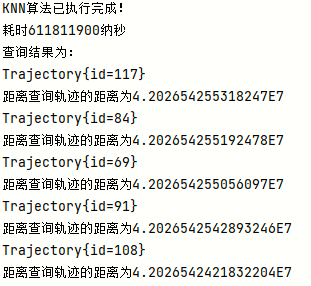 KNN算法已执行完成!
耗时611811900纳秒
查询结果为:
Trajectory{id=117}
距离查询轨迹的距离为4.202654255318247E7
Trajectory{id=84}
距离查询轨迹的距离为4.202654255192478E7
Trajectory{id=69}
距离查询轨迹的距离为4.202654255056097E7
Trajectory{id=91}
距离查询轨迹的距离为4.2026542542893246E7
Trajectory{id=108}
距离查询轨迹的距离为4.2026542421832204E7